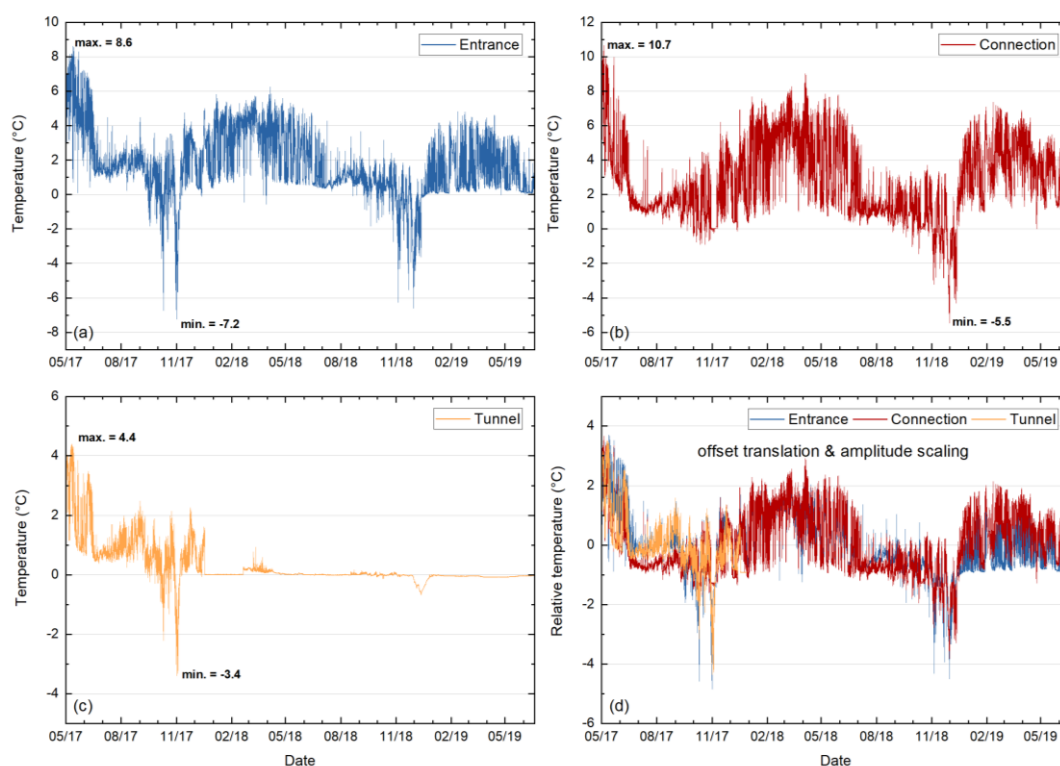 max. = 8.6
Entrance
10
8
6
4
2
0
-2
-4
-6
-8
Temperature (°C)
(a)
min. = -7.2
05/17 08/17 11/17 02/18 05/18 08/18 11/18 02/19 05/19
max. = 10.7
Connection
12
10
8
6
4
2
0
-2
-4
-6
Temperature (°C)
(b)
min. = -5.5
05/17 08/17 11/17 02/18 05/18 08/18 11/18 02/19 05/19
max. = 4.4
Tunnel
6
4
2
0
-2
-4
Temperature (°C)
(c)
min. = -3.4
05/17 08/17 11/17 02/18 05/18 08/18 11/18 02/19 05/19
Date
Entrance Connection Tunnel
offset translation & amplitude scaling
4
2
0
-2
-4
-6
Relative temperature (°C)
(d)
05/17 08/17 11/17 02/18 05/18 08/18 11/18 02/19 05/19
Date